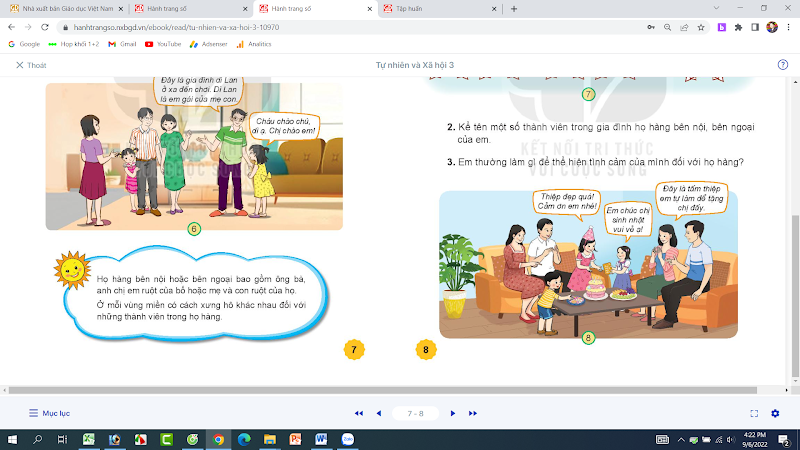 Nhà xuất bản Giáo dục Việt Nam
Hành trang số
Hành trang số
Tập huấn
hanhtrangso.nxbgd.vn/ebook/read/tu-nhien-va-xa-hoi-3-10970
Google
Hợp khối 1+2
Gmail
YouTube
Adsenser
Analitics
Thoát
Tự nhiên và Xã hội 3
Đây là gia đình dì Lan
ở xa đến chơi. Dì Lan
là em gái của mẹ con.
Cháu chào chú,
dì ạ. Chị chào em!
6
Họ hàng bên nội hoặc bên ngoại bao gồm ông bà,
anh chị em ruột của bố hoặc mẹ và con ruột của họ.
Ở mỗi vùng miền có cách xưng hô khác nhau đối với
những thành viên trong họ hàng.
7
7
2. Kể tên một số thành viên trong gia đình họ hàng bên nội, bên ngoại
của em.
KẾT NỐI TRI THỨC
VỚI CUỘC SỐNG
3. Em thường làm gì để thể hiện tình cảm của mình đối với họ hàng?
Thiệp đẹp quá!
Cảm ơn em nhé!
Em chúc chị
sinh nhật
vui vẻ ạ!
Đây là tấm thiệp
em tự làm để tặng
chị đấy.
8
8
Mục lục
7 - 8
4:22 PM
9/6/2022